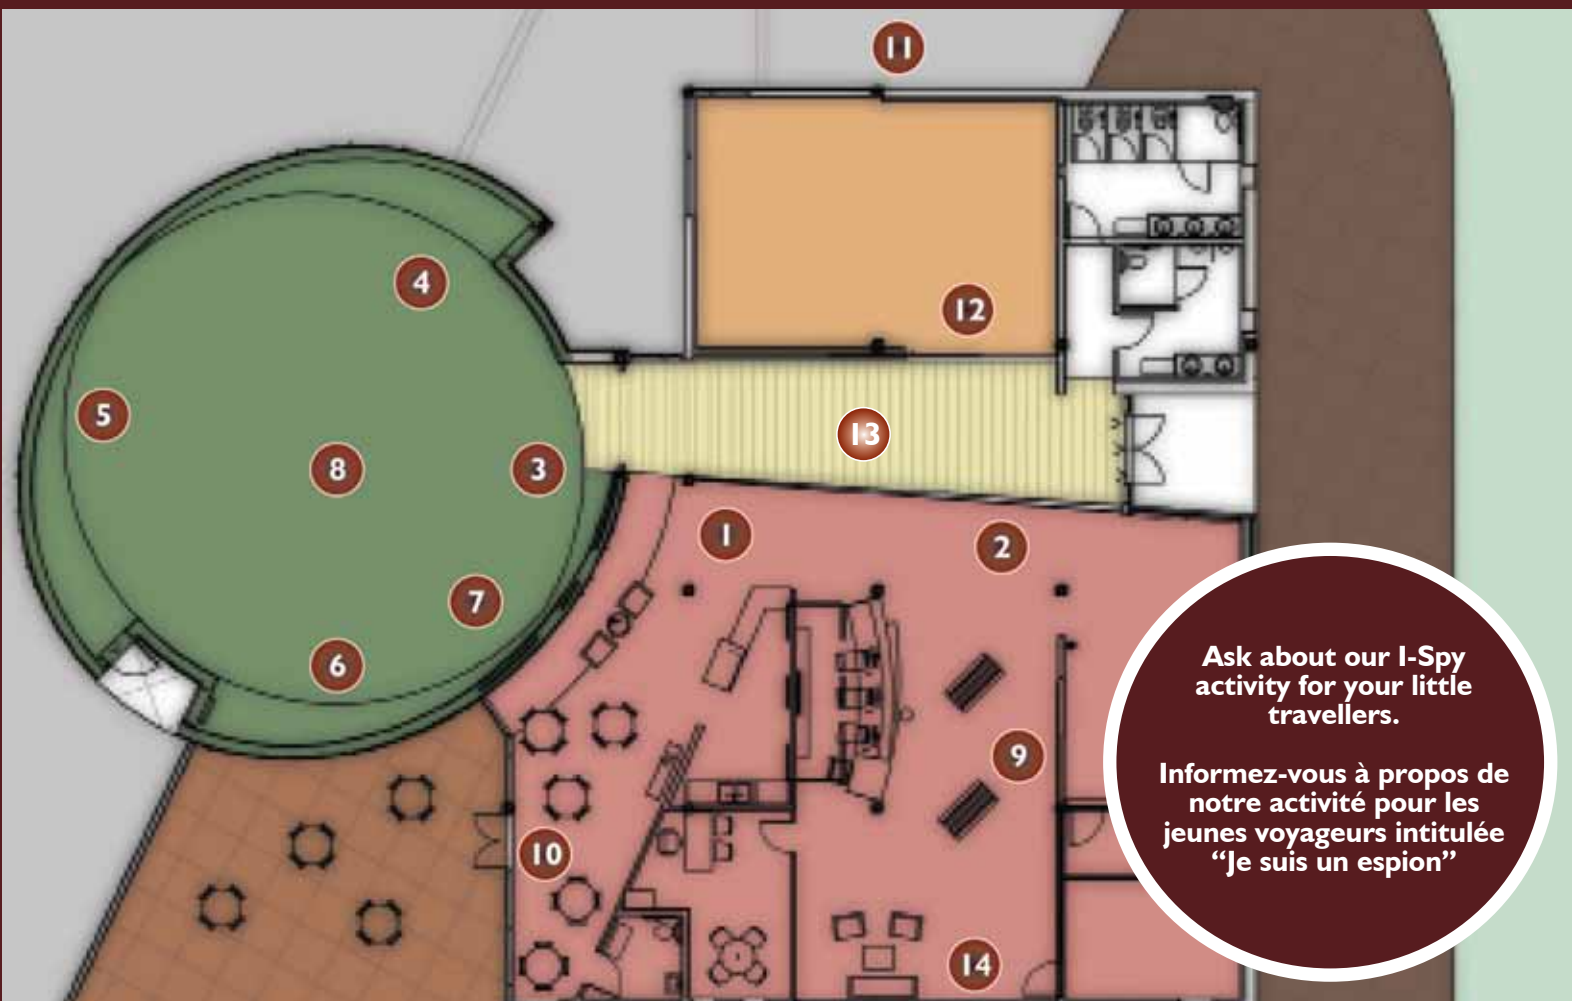 11
4
12
5
13
8
3
1
2
7
6
9
10
14
Ask about our I-Spy
activity for your little
travellers.
Informez-vous à propos de
notre activité pour les
jeunes voyageurs intitulée
“Je suis un espion”